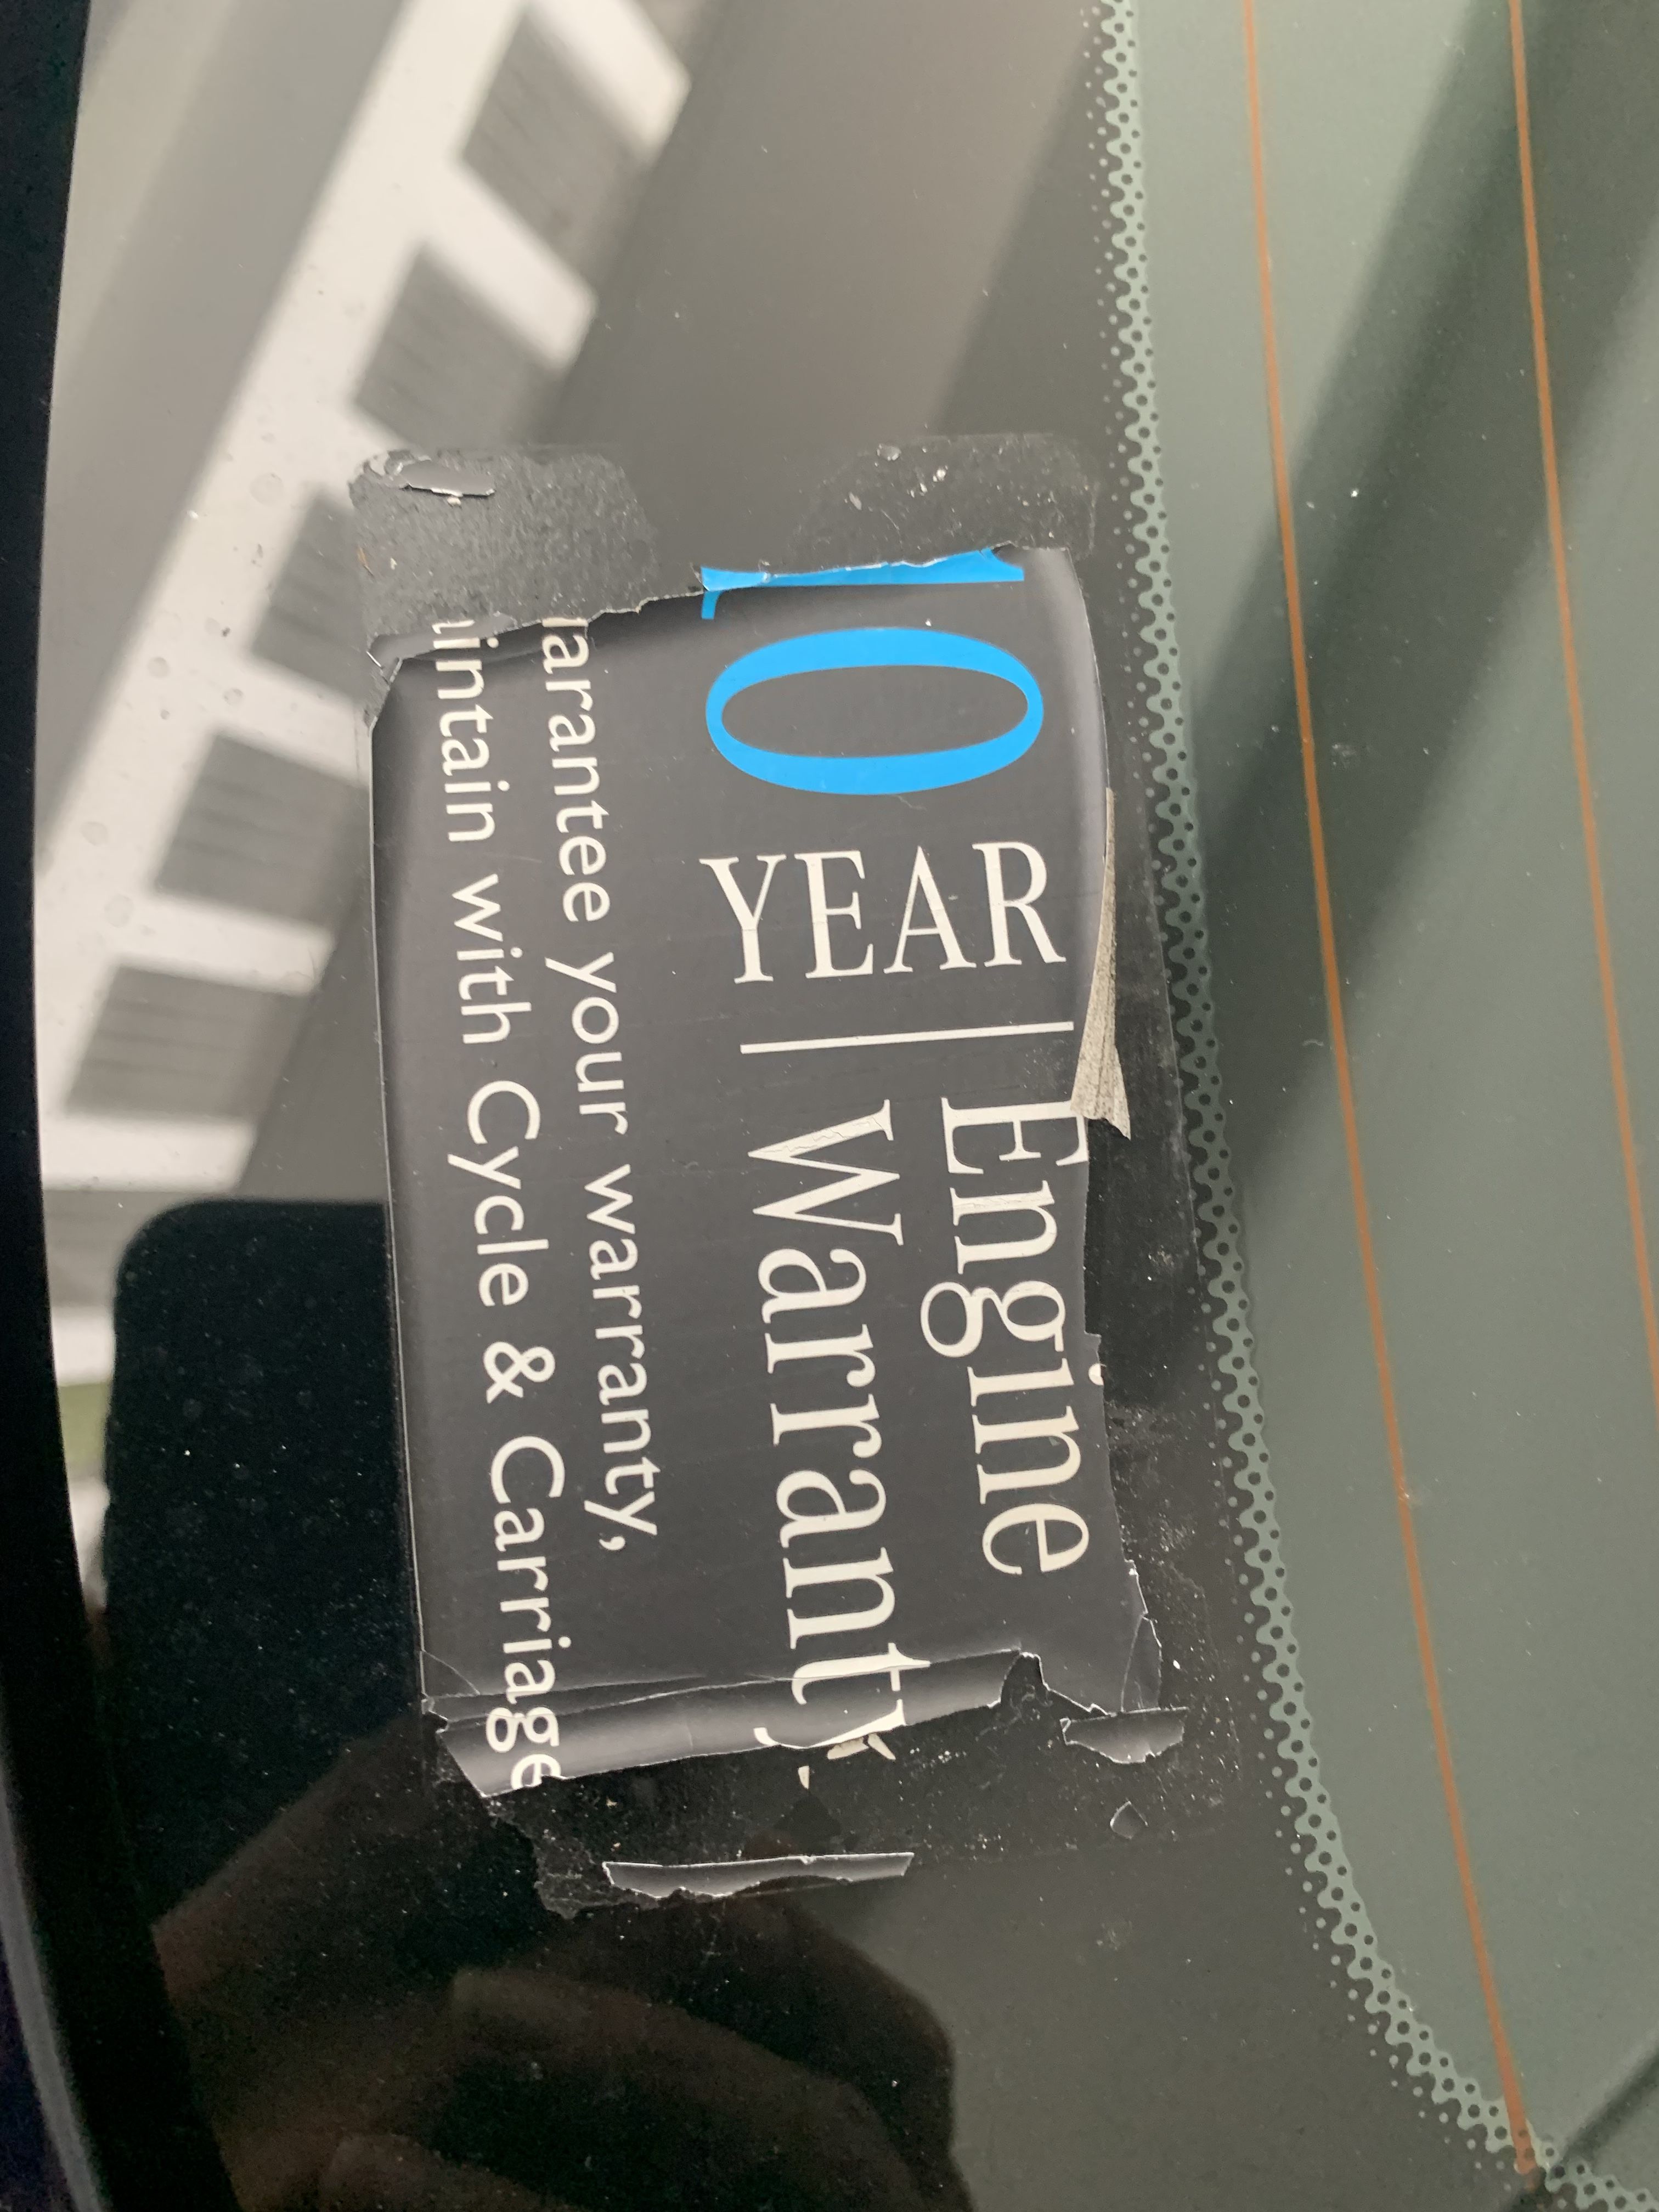 10 YEAR
Engine
Warranty
arantee your warranty,
intain with Cycle & Carriage